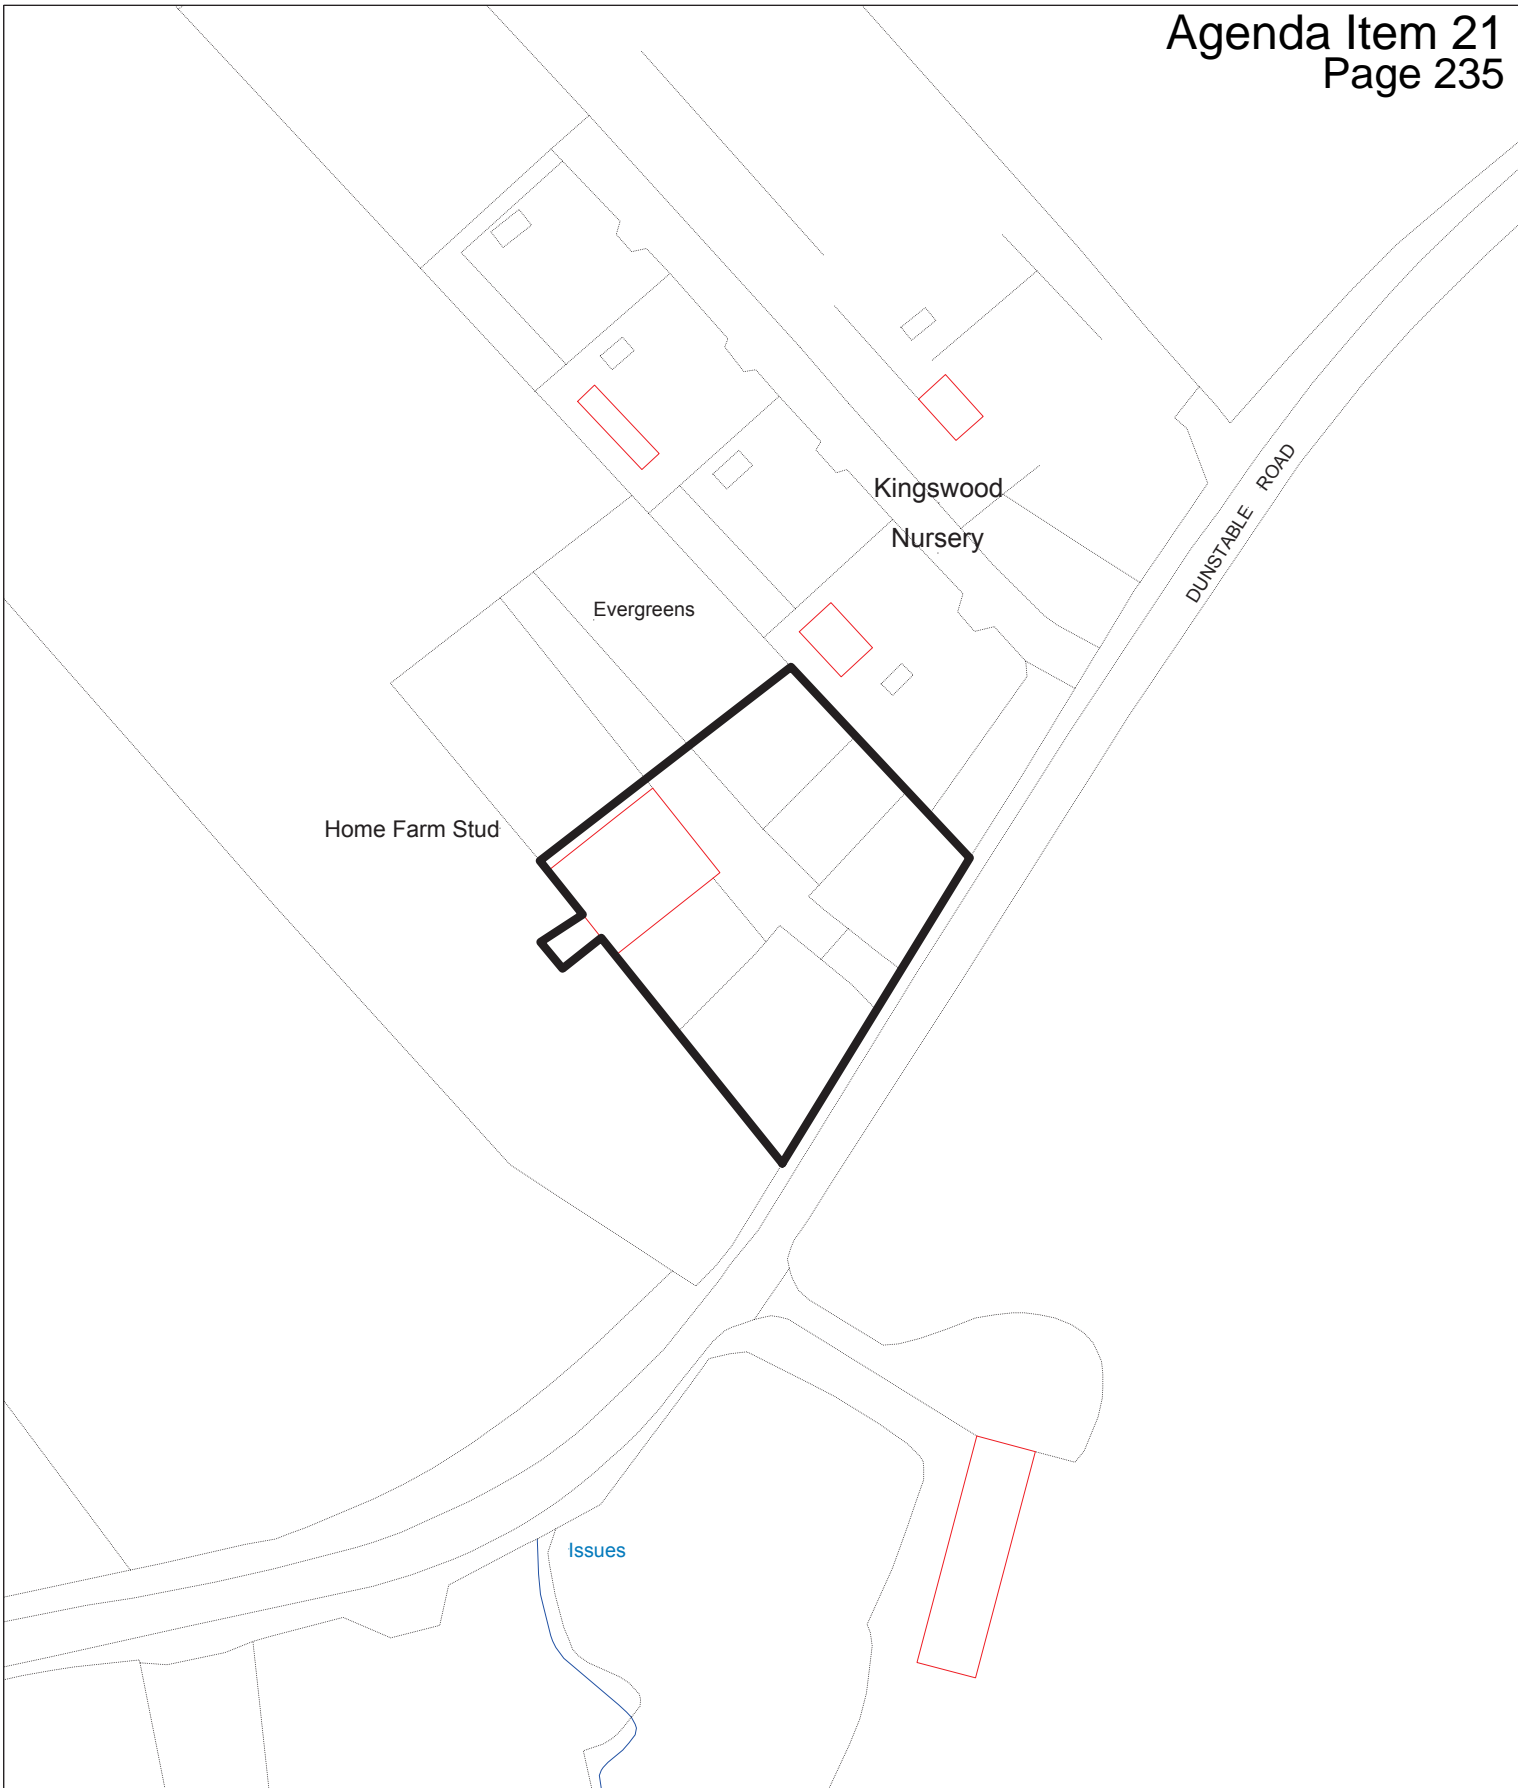 Agenda Item 21
Page 235
DUNSTABLE ROAD
Kingswood
Nursery
Evergreens
Home Farm Stud
Issues